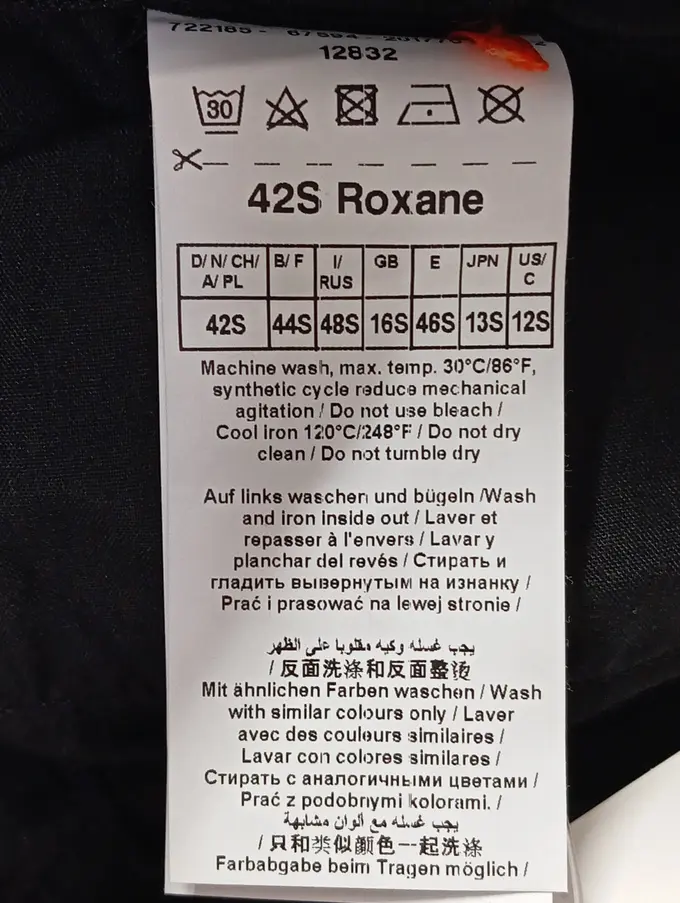 12832
30
42S Roxane
D/ N/ CH/ A/ PL B/ F I/ RUS GB E JPN US/ C
42S 44S 48S 16S 46S 13S 12S
Machine wash, max. temp. 30°C/86°F,
synthetic cycle reduce mechanical
agitation / Do not use bleach /
Cool iron 120°C/248°F / Do not dry
clean / Do not tumble dry
Auf links waschen und bügeln /Wash
and iron inside out / Laver et
repasser à l'envers / Lavar y
planchar del revés / Стирать и
гладить вывернутым на изнанку /
Prać i prasować na lewej stronie /
يجب غسله وكيه مقلوبا على الظهر
/ 反面洗涤和反面整烫
Mit ähnlichen Farben waschen / Wash
with similar colours only / Laver
avec des couleurs similaires /
Lavar con colores similares /
Стирать с аналогичными цветами /
Prać z podobnymi kolorami. /
يجب غسله مع ألوان مشابهة
/ 只和类似颜色一起洗涤
Farbabgabe beim Tragen möglich /